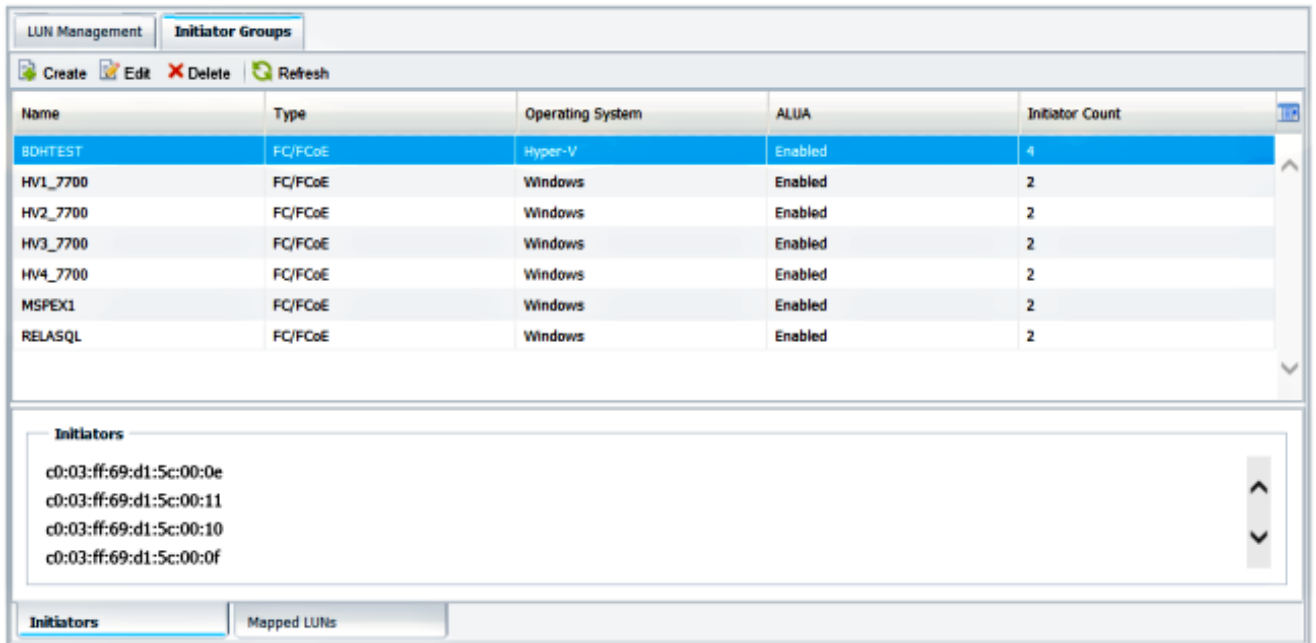 LUN Management Initiator Groups
Create Edit Delete Refresh
Name Type Operating System ALUA Initiator Count
BDHTEST FC/FCoE Hyper-V Enabled 4
HV1_7700 FC/FCoE Windows Enabled 2
HV2_7700 FC/FCoE Windows Enabled 2
HV3_7700 FC/FCoE Windows Enabled 2
HV4_7700 FC/FCoE Windows Enabled 2
MSPEX1 FC/FCoE Windows Enabled 2
RELASQL FC/FCoE Windows Enabled 2
Initiators
c0:03:ff:69:d1:5c:00:0e
c0:03:ff:69:d1:5c:00:11
c0:03:ff:69:d1:5c:00:10
c0:03:ff:69:d1:5c:00:0f
Initiators Mapped LUNs